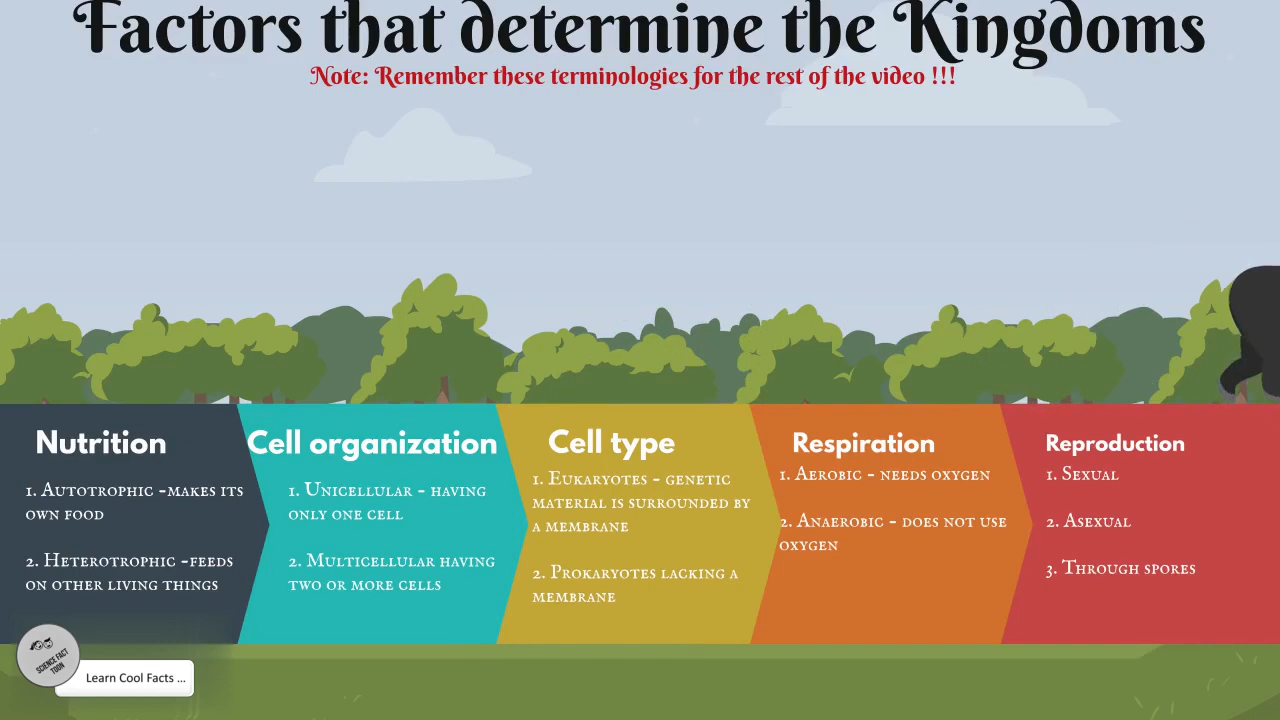 Factors that determine the Kingdoms
Note: Remember these terminologies for the rest of the video !!!
Nutrition
1. Autotrophic -makes its
own food
2. Heterotrophic -feeds
on other living things
Cell organization
1. Unicellular - having
only one cell
2. Multicellular having
two or more cells
Cell type
1. Eukaryotes - genetic
material is surrounded by
a membrane
2. Prokaryotes lacking a
membrane
Respiration
1. Aerobic - needs oxygen
2. Anaerobic - does not use
oxygen
Reproduction
1. Sexual
2. Asexual
3. Through spores
SCIENCE FACT
TOON
Learn Cool Facts ...